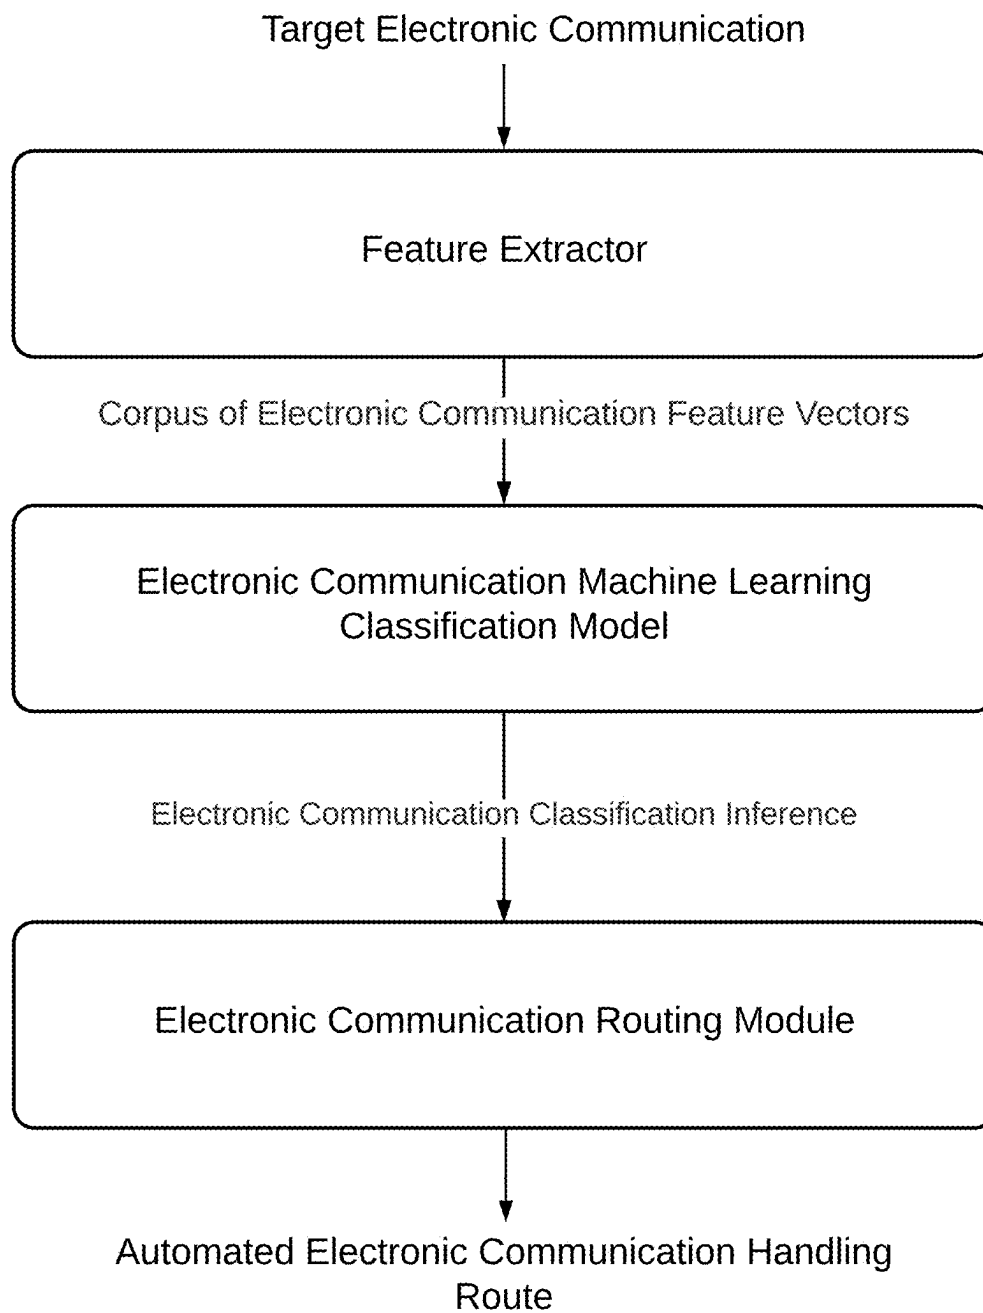 Target Electronic Communication
Feature Extractor
Corpus of Electronic Communication Feature Vectors
Electronic Communication Machine Learning
Classification Model
Electronic Communication Classification Inference
Electronic Communication Routing Module
Automated Electronic Communication Handling
Route